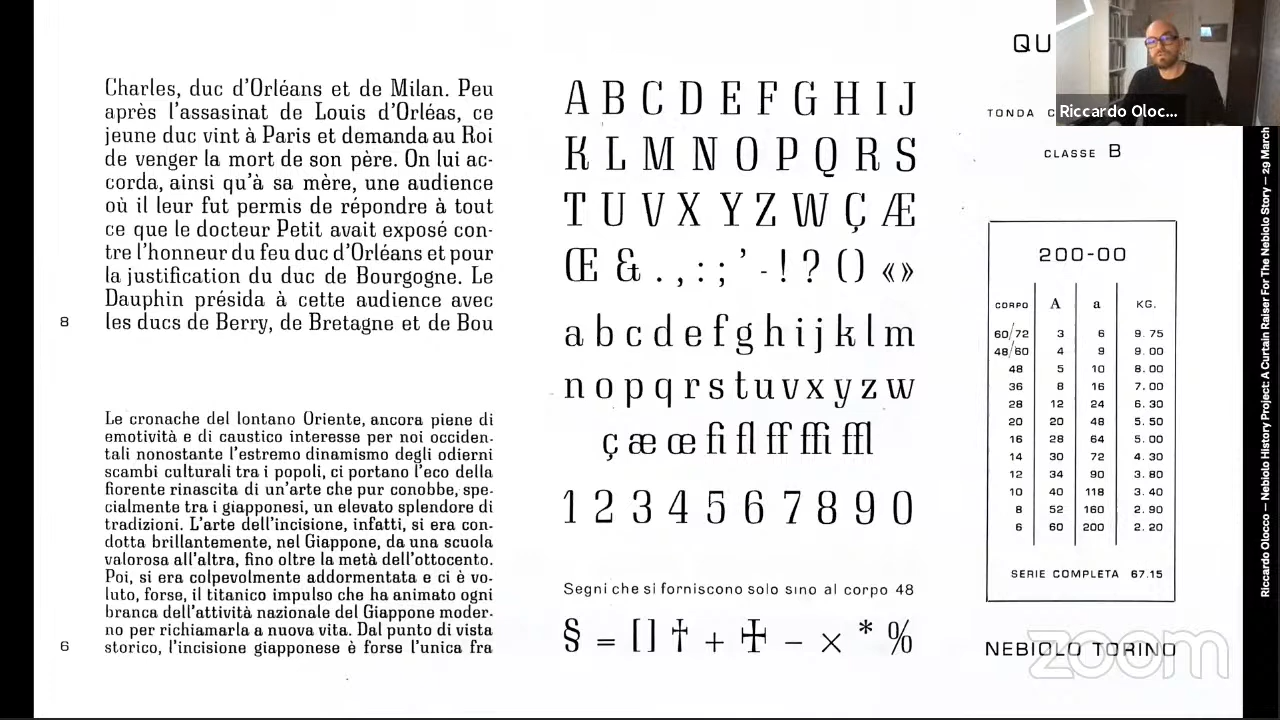 Charles, duc d'Orléans et de Milan. Peu
après l'assasinat de Louis d'Orléas, ce
jeune duc vint à Paris et demanda au Roi
de venger la mort de son père. On lui ac-
corda, ainsi qu'à sa mère, une audience
où il leur fut permis de répondre à tout
ce que le docteur Petit avait exposé con-
tre l'honneur du feu duc d'Orléans et pour
la justification du duc de Bourgogne. Le
Dauphin présida à cette audience avec
8 les ducs de Berry, de Bretagne et de Bou
Le cronache del lontano Oriente, ancora piene di
emotività e di caustico interesse per noi occiden-
tali nonostante l'estremo dinamismo degli odierni
scambi culturali tra i popoli, ci portano l'eco della
fiorente rinascita di un'arte che pur conobbe, spe-
cialmente tra i giapponesi, un elevato splendore di
tradizioni. L'arte dell'incisione, infatti, si era con-
dotta brillantemente, nel Giappone, da una scuola
valorosa all'altra, fino oltre la metà dell'ottocento.
Poi, si era colpevolmente addormentata e ci è vo-
luto, forse, il titanico impulso che ha animato ogni
branca dell'attività nazionale del Giappone moder-
no per richiamarla a nuova vita. Dal punto di vista
6 storico, l'incisione giapponese è forse l'unica fra
A B C D E F G H I J
K L M N O P Q R S
T U V X Y Z W Ç Æ
Œ & . , : ; ' - ! ? () «»
a b c d e f g h i j k l m
n o p q r s t u v x y z w
ç æ œ fi fl ff ffi ffl
1 2 3 4 5 6 7 8 9 0
Segni che si forniscono solo sino al corpo 48
§ = [] † + ☩ – × * %
QU
TONDA C
CLASSE B
200-00
CORPO A a KG.
60/72 3 6 9.75
48/60 4 9 9.00
48 5 10 8.00
36 8 16 7.00
28 12 24 6.30
20 20 48 5.50
16 28 64 5.00
14 30 72 4.30
12 34 90 3.80
10 40 118 3.40
8 52 160 2.90
6 60 200 2.20
SERIE COMPLETA 67.15
NEBIOLO TORINO
zoom
Riccardo Oloc...
Riccardo Olocco – Nebiolo History Project: A Curtain Raiser For The Nebiolo Story – 29 March